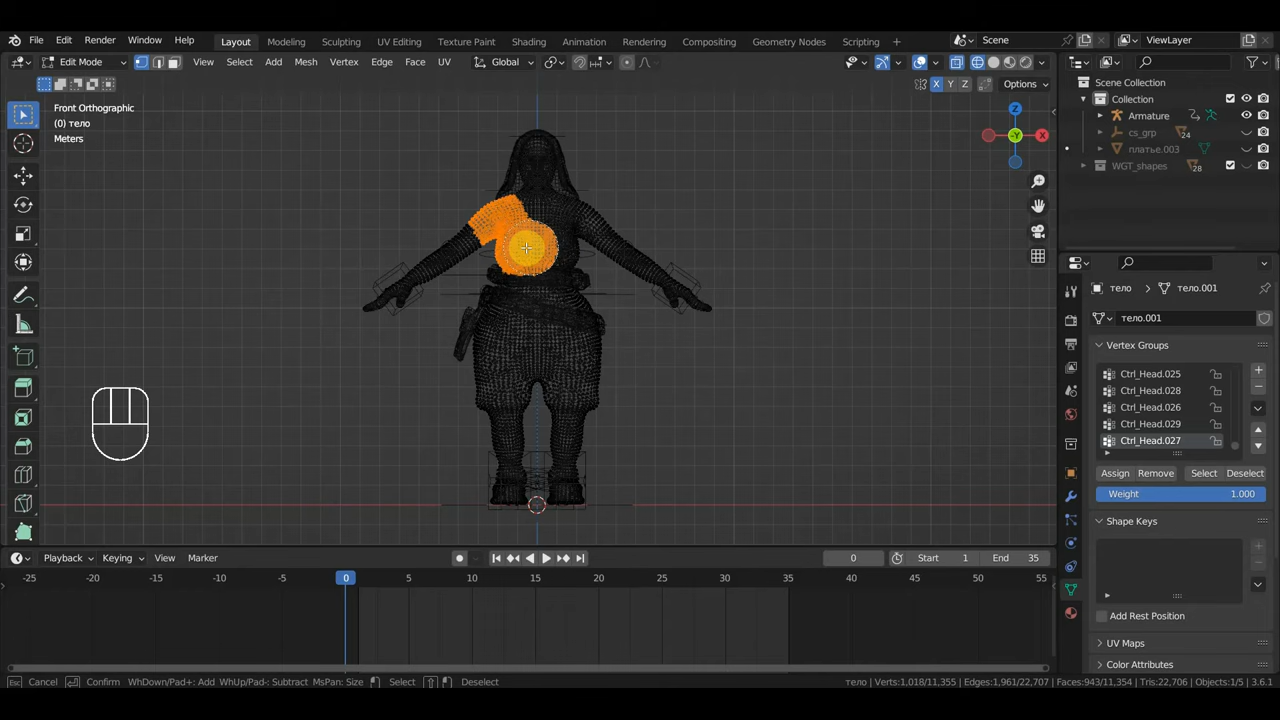 File Edit Render Window Help Layout Modeling Sculpting UV Editing Texture Paint Shading Animation Rendering Compositing Geometry Nodes Scripting + Scene ViewLayer
Edit Mode View Select Add Mesh Vertex Edge Face UV Global
X Y Z Options
Front Orthographic
(0) тело
Meters
Z
-Y
X
Scene Collection
Collection
Armature
cs_grp 24
платье.003
WGT_shapes 28
тело > тело.001
тело.001
Vertex Groups
Ctrl_Head.025
Ctrl_Head.028
Ctrl_Head.026
Ctrl_Head.029
Ctrl_Head.027
Assign Remove Select Deselect
Weight 1.000
Shape Keys
Add Rest Position
UV Maps
Color Attributes
Playback Keying View Marker 0 Start 1 End 35
-25 -20 -15 -10 -5 0 5 10 15 20 25 30 35 40 45 50 55
Esc Cancel Confirm WhDown/Pad+: Add WhUp/Pad-: Subtract MsPan: Size Select Deselect тело | Verts:1,018/11,355 | Edges:1,961/22,707 | Faces:943/11,354 | Tris:22,706 | Objects:1/5 | 3.6.1